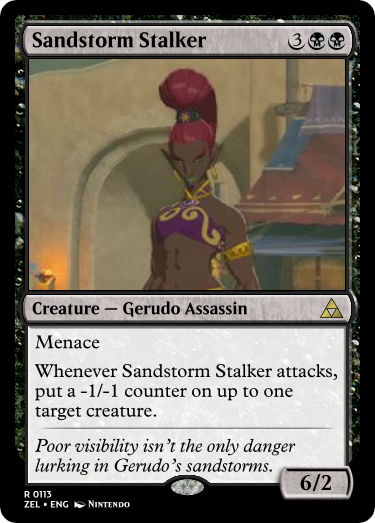 Sandstorm Stalker 3
Creature — Gerudo Assassin
Menace
Whenever Sandstorm Stalker attacks,
put a -1/-1 counter on up to one
target creature.
Poor visibility isn't the only danger
lurking in Gerudo's sandstorms.
6/2
R 0113
ZEL • ENG Nintendo